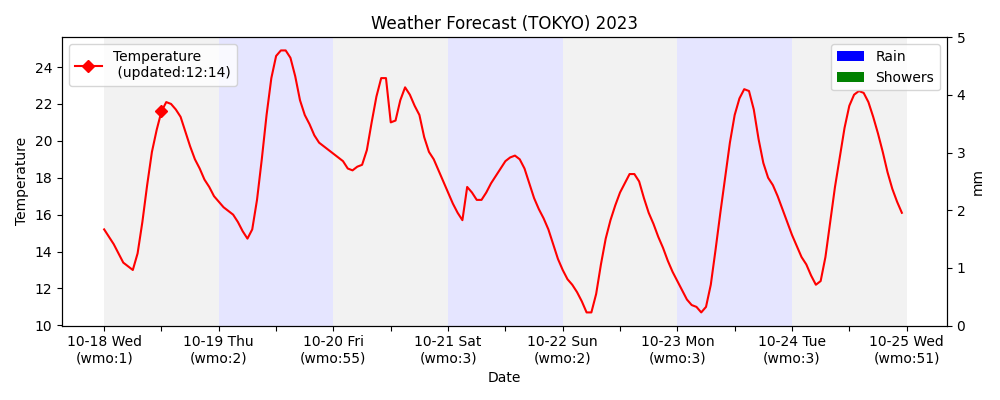 Weather Forecast (TOKYO) 2023
Temperature
(updated:12:14)
Rain
Showers
Temperature
24
22
20
18
16
14
12
10
5
4
3
2
1
0
mm
10-18 Wed
(wmo:1)
10-19 Thu
(wmo:2)
10-20 Fri
(wmo:55)
10-21 Sat
(wmo:3)
10-22 Sun
(wmo:2)
10-23 Mon
(wmo:3)
10-24 Tue
(wmo:3)
10-25 Wed
(wmo:51)
Date